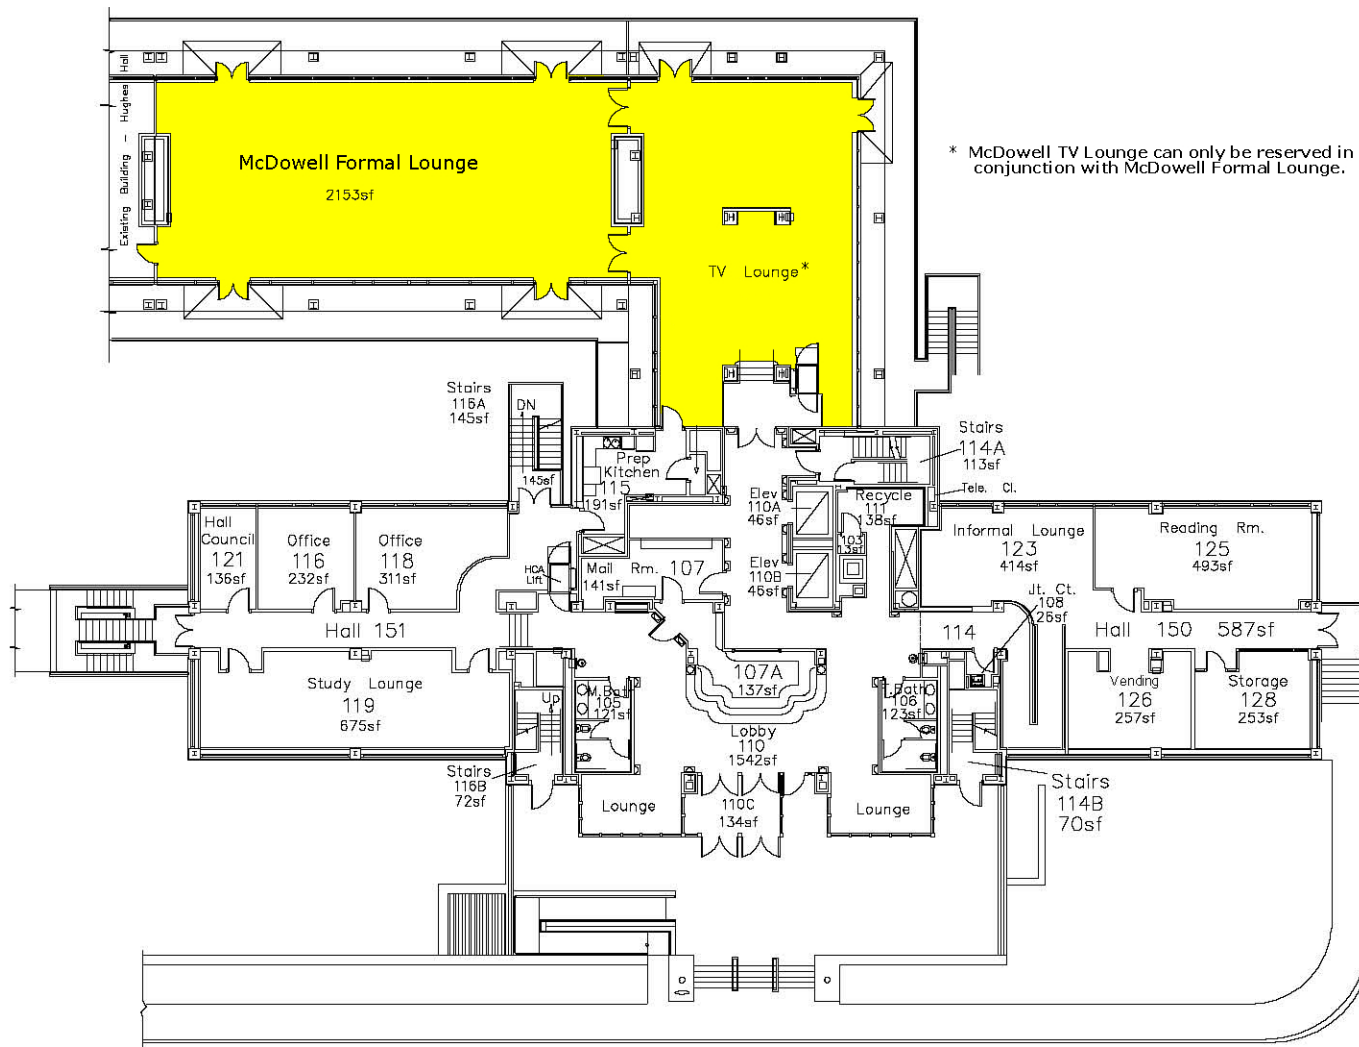 Existing Building - Hughes Hall
McDowell Formal Lounge
2153sf
* McDowell TV Lounge can only be reserved in
conjunction with McDowell Formal Lounge.
TV Lounge*
Stairs
116A
145sf
DN
145sf
Prep
Kitchen
115
191sf
Stairs
114A
113sf
Tele. Cl.
Elev
110A
46sf
Recycle
111
138sf
103
13sf
Elev
110B
46sf
Hall
Council
121
136sf
Office
116
232sf
Office
118
311sf
HCA
Lift
Mail Rm. 107
141sf
Informal Lounge
123
414sf
Reading Rm.
125
493sf
Jt. Ct.
108
26sf
Hall 151
114
Hall 150 587sf
Study Lounge
119
675sf
Up
M.Bath
105
121sf
107A
137sf
F.Bath
106
123sf
Vending
126
257sf
Storage
128
253sf
Lobby
110
1542sf
Stairs
116B
72sf
Lounge
110C
134sf
Lounge
Stairs
114B
70sf